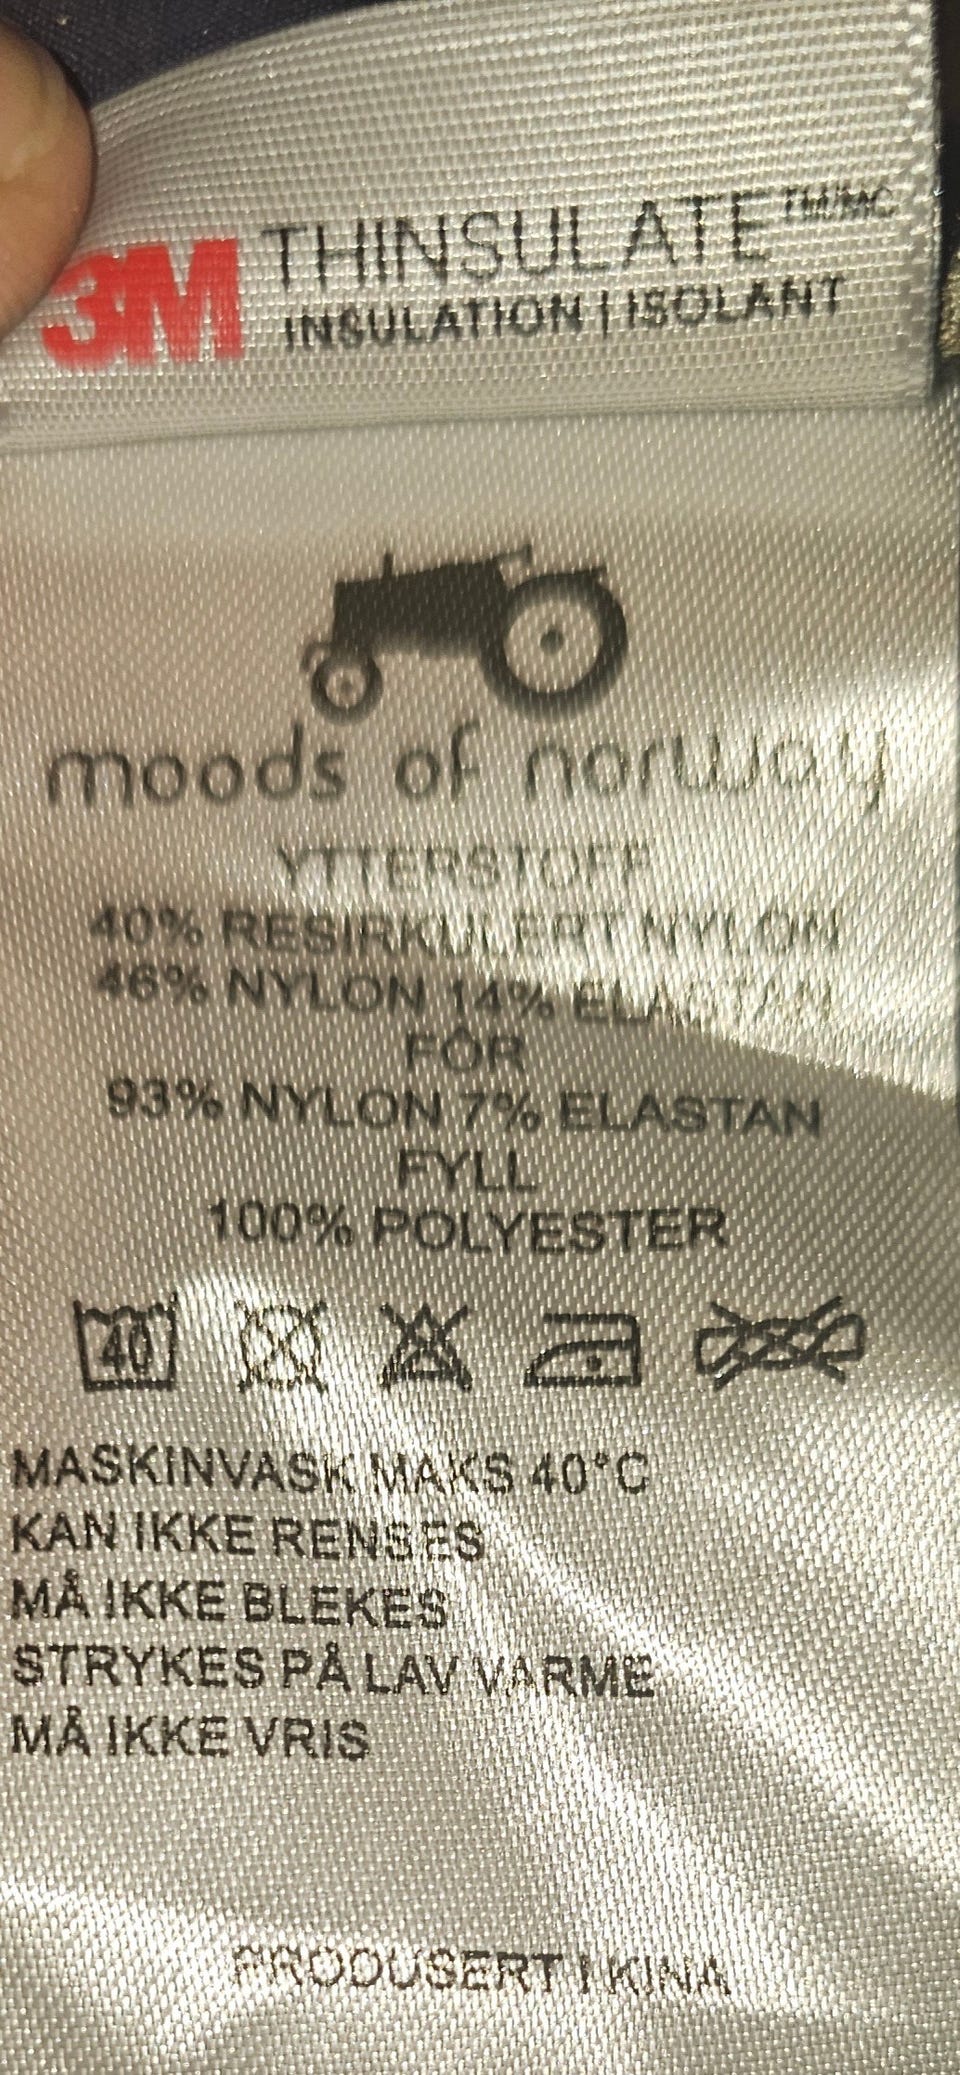 3M THINSULATE TM/MC
INSULATION | ISOLANT
moods of norway
YTTERSTOFF
40% RESIRKULERT NYLON
46% NYLON 14% ELASTAN
FÔR
93% NYLON 7% ELASTAN
FYLL
100% POLYESTER
40
MASKINVASK MAKS 40°C
KAN IKKE RENSES
MÅ IKKE BLEKES
STRYKES PÅ LAV VARME
MÅ IKKE VRIS
PRODUSERT I KINA